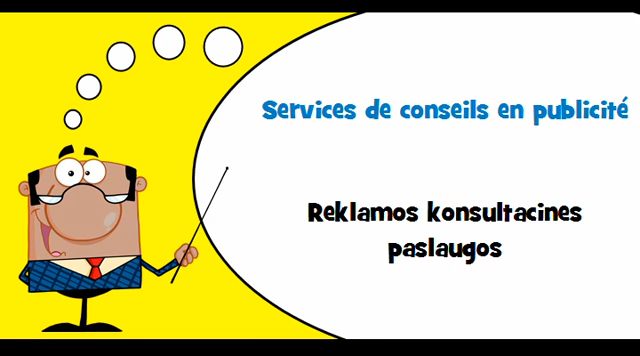 Services de conseils en publicité
Reklamos konsultacines
paslaugos